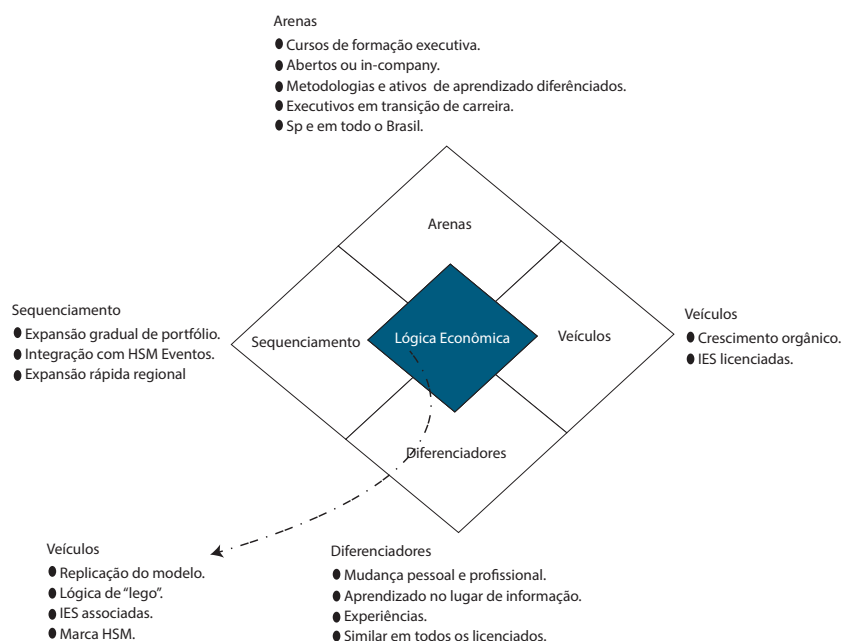 Arenas
Cursos de formação executiva.
Abertos ou in-company.
Metodologias e ativos de aprendizado diferênciados.
Executivos em transição de carreira.
Sp e em todo o Brasil.
Arenas
Sequenciamento
Expansão gradual de portfólio.
Integração com HSM Eventos.
Expansão rápida regional
Sequenciamento
Lógica Econômica
Veículos
Veículos
Crescimento orgânico.
IES licenciadas.
Diferenciadores
Veículos
Replicação do modelo.
Lógica de "lego".
IES associadas.
Marca HSM.
Diferenciadores
Mudança pessoal e profissional.
Aprendizado no lugar de informação.
Experiências.
Similar em todos os licenciados.